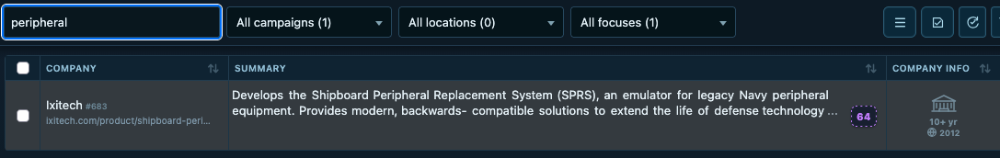 peripheral
All campaigns (1)
All locations (0)
All focuses (1)
COMPANY
SUMMARY
COMPANY INFO
Ixitech #683
ixitech.com/product/shipboard-peri...
Develops the Shipboard Peripheral Replacement System (SPRS), an emulator for legacy Navy peripheral
equipment. Provides modern, backwards- compatible solutions to extend the life of defense technology ...
64
10+ yr
2012